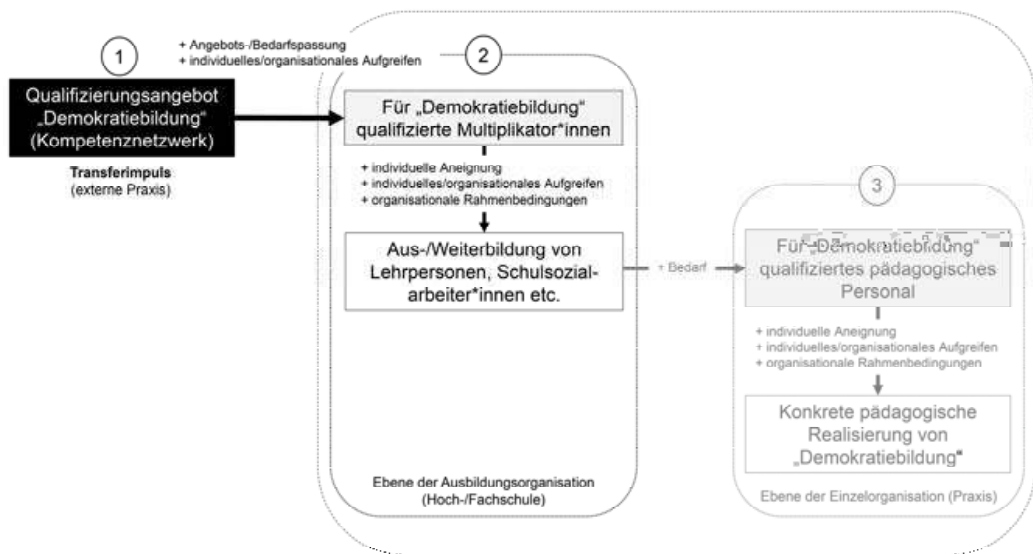 1
+ Angebots-/Bedarfspassung
+ individuelles/organisationales Aufgreifen
Qualifizierungsangebot
„Demokratiebildung“
(Kompetenznetzwerk)
Transferimpuls
(externe Praxis)
2
Für „Demokratiebildung“
qualifizierte Multiplikator*innen
+ individuelle Aneignung
+ individuelles/organisationales Aufgreifen
+ organisationale Rahmenbedingungen
Aus-/Weiterbildung von
Lehrpersonen, Schulsozial-
arbeiter*innen etc.
Ebene der Ausbildungsorganisation
(Hoch-/Fachschule)
+ Bedarf
3
Für „Demokratiebildung“
qualifiziertes pädagogisches
Personal
+ individuelle Aneignung
+ individuelles/organisationales Aufgreifen
+ organisationale Rahmenbedingungen
Konkrete pädagogische
Realisierung von
„Demokratiebildung“
Ebene der Einzelorganisation (Praxis)